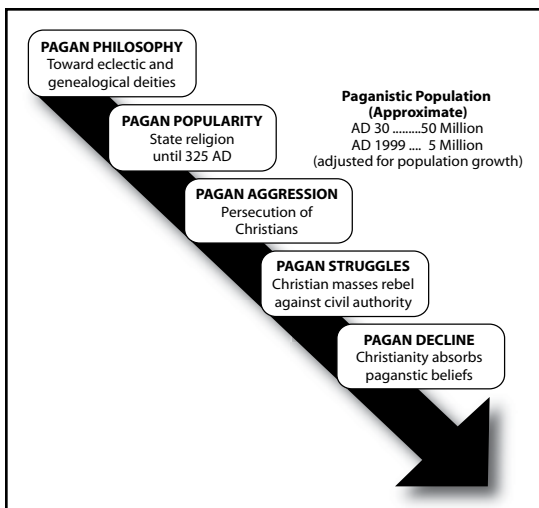 PAGAN PHILOSOPHY
Toward eclectic and
genealogical deities
PAGAN POPULARITY
State religion
until 325 AD
Paganistic Population
(Approximate)
AD 30 .........50 Million
AD 1999 .... 5 Million
(adjusted for population growth)
PAGAN AGGRESSION
Persecution of
Christians
PAGAN STRUGGLES
Christian masses rebel
against civil authority
PAGAN DECLINE
Christianity absorbs
paganstic beliefs